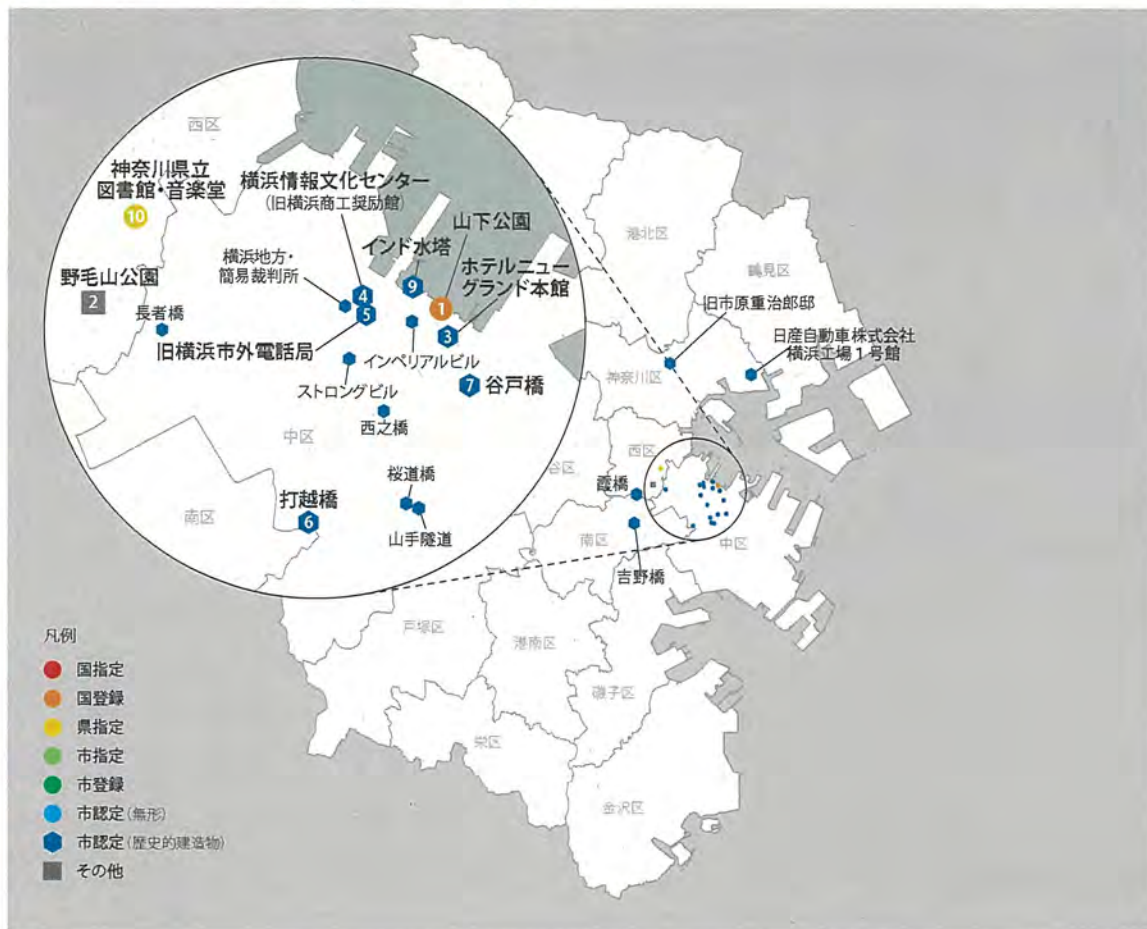 西区
神奈川県立
図書館・音楽堂
10
野毛山公園
2
長者橋
横浜情報文化センター
(旧横浜商工奨励館)
横浜地方・
簡易裁判所
4
5
旧横浜市外電話局
インド水塔
9
山下公園
1
ホテルニュー
グランド本館
3
インペリアルビル
ストロングビル
7
谷戸橋
西之橋
中区
桜道橋
山手隧道
打越橋
6
南区
港北区
鶴見区
旧市原重治郎邸
日産自動車株式会社
横浜工場1号館
神奈川区
西区
谷区
霞橋
南区
中区
吉野橋
戸塚区
港南区
磯子区
栄区
金沢区
凡例
国指定
国登録
県指定
市指定
市登録
市認定(無形)
市認定(歴史的建造物)
その他